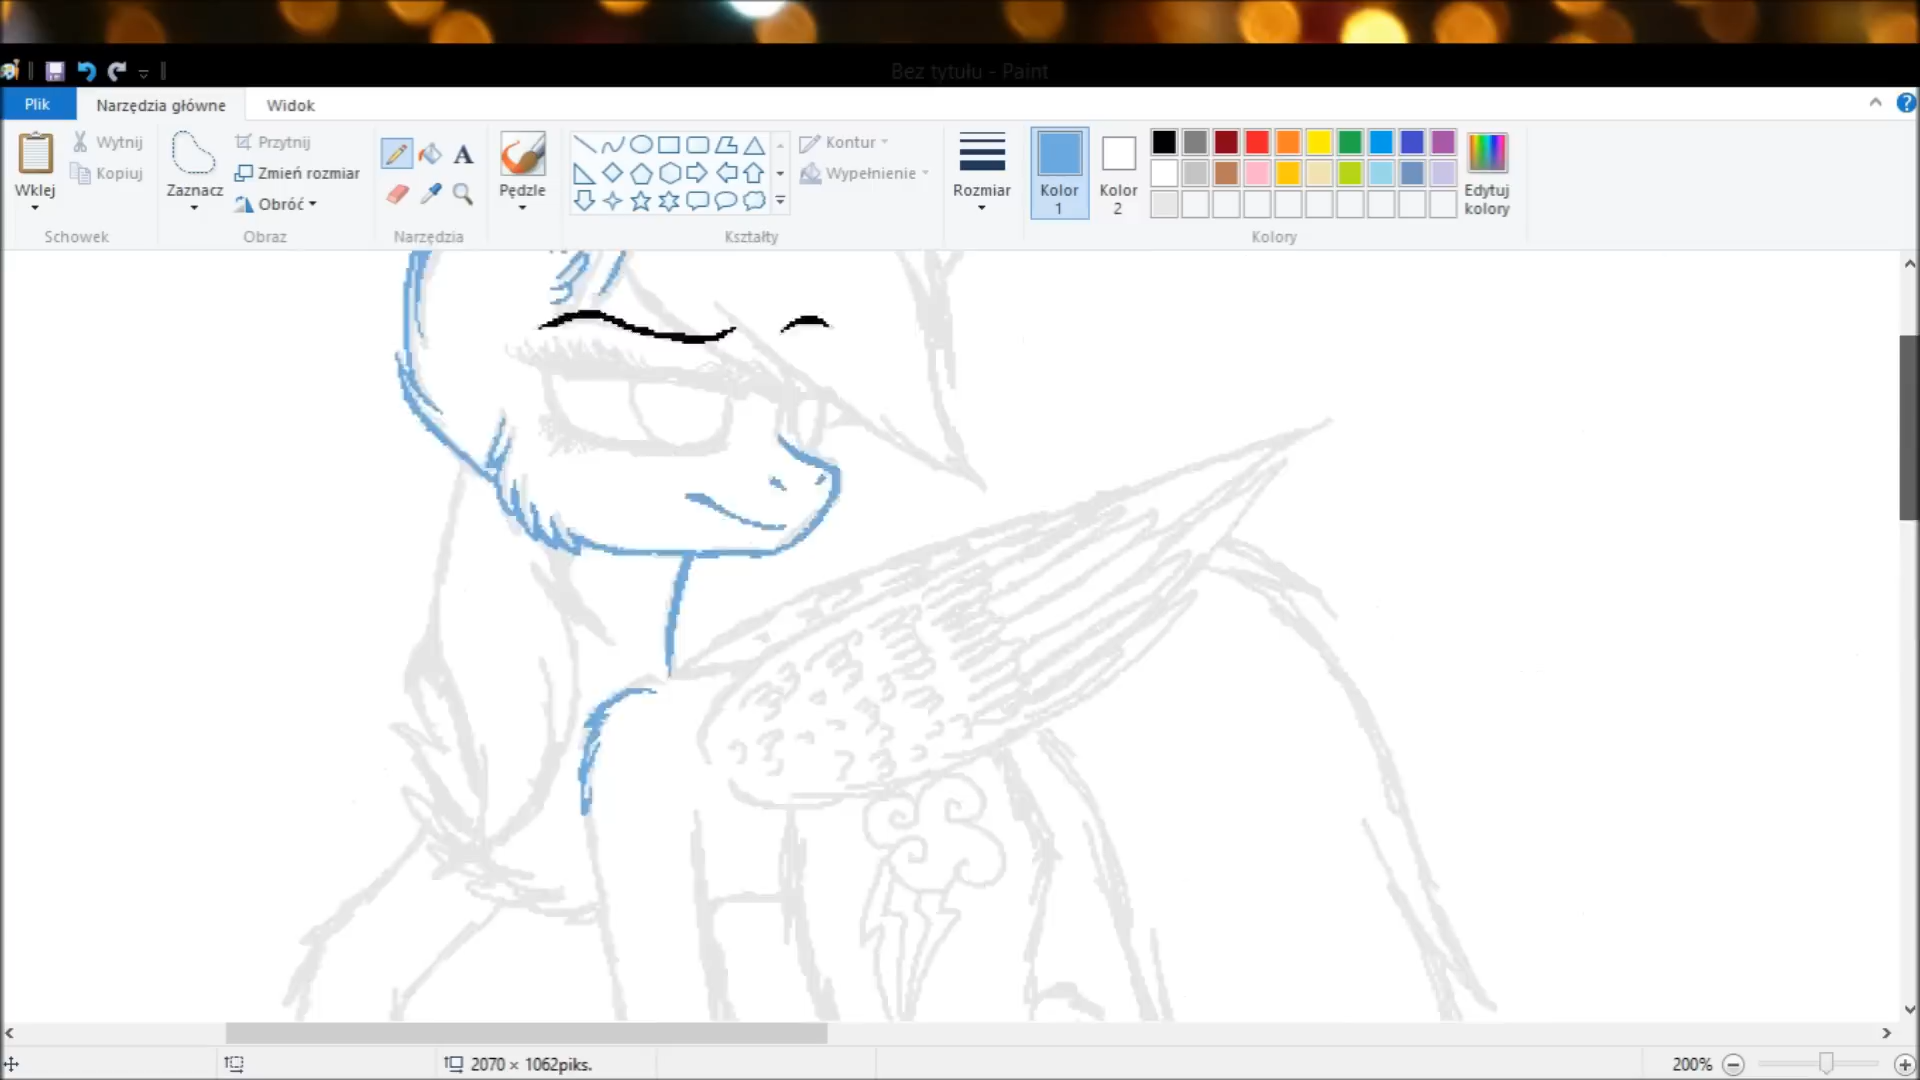 Bez tytułu - Paint
Plik
Narzędzia główne
Widok
Wklej
Wytnij
Kopiuj
Schowek
Zaznacz
Przytnij
Zmień rozmiar
Obróć
Obraz
A
Narzędzia
Pędzle
Kształty
Kontur
Wypełnienie
Rozmiar
Kolor
1
Kolor
2
Edytuj
kolory
Kolory
?
2070 × 1062piks.
200%